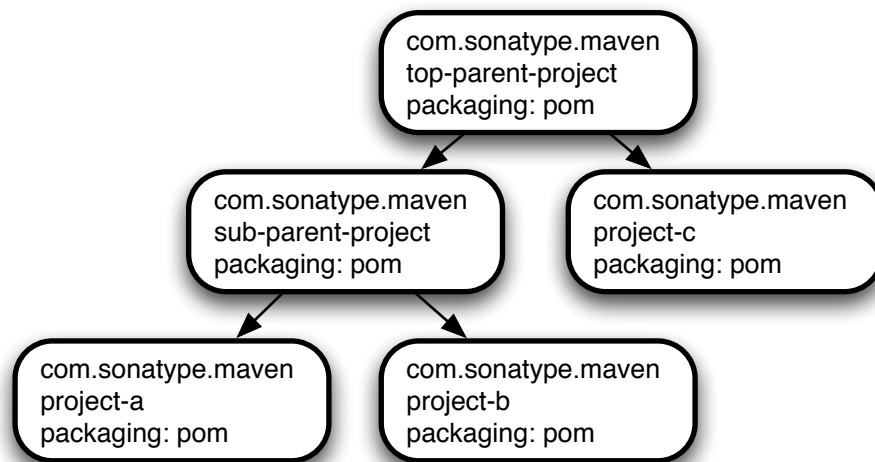 com.sonatype.maven
top-parent-project
packaging: pom
com.sonatype.maven
sub-parent-project
packaging: pom
com.sonatype.maven
project-c
packaging: pom
com.sonatype.maven
project-a
packaging: pom
com.sonatype.maven
project-b
packaging: pom